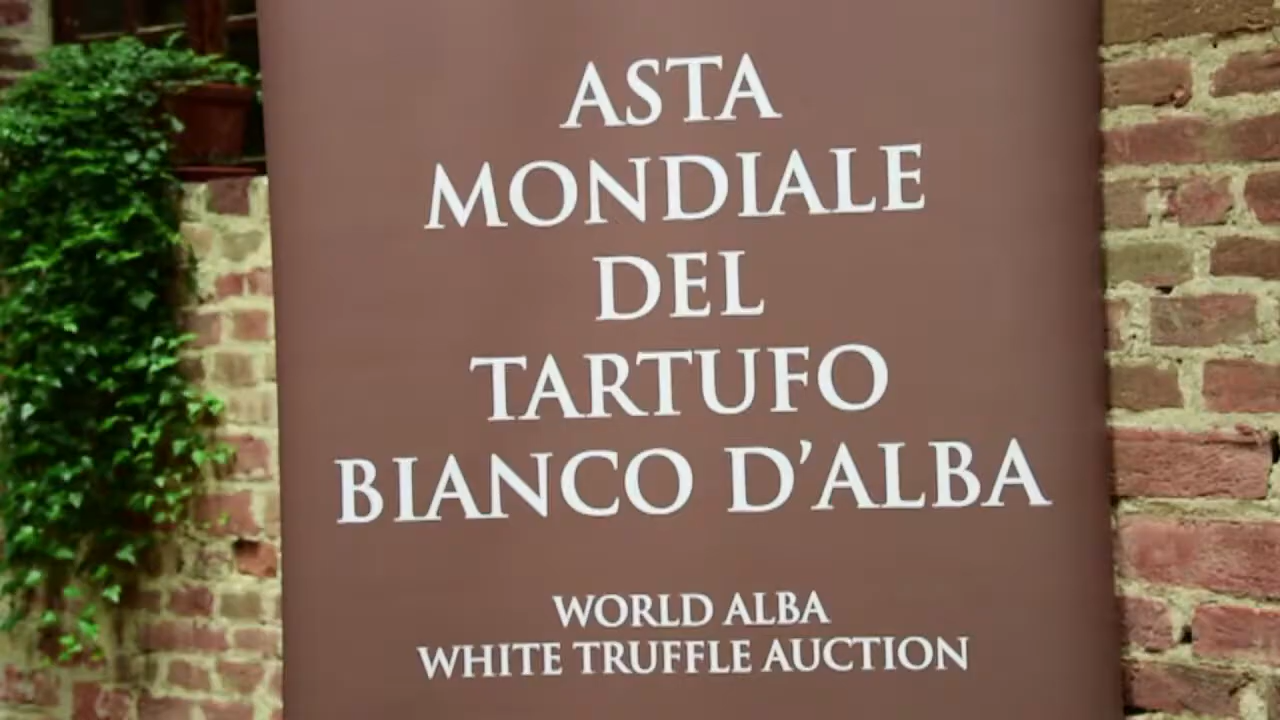 ASTA
MONDIALE
DEL
TARTUFO
BIANCO D'ALBA
WORLD ALBA
WHITE TRUFFLE AUCTION